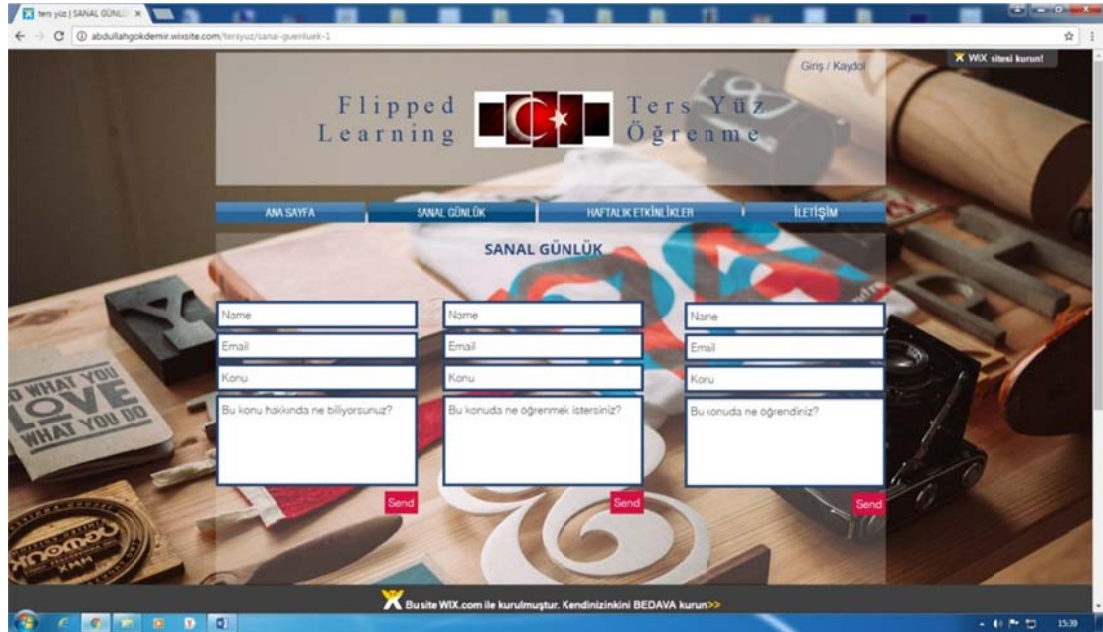 ters yüz | SANAL GÜNL
abdullahgokdemir.wixsite.com/tersyuz/sanal-guenluek-1
WiX sitesi kurun!
Giriş / Kaydol
Flipped Learning
Ters Yüz Öğrenme
ANA SAYFA
SANAL GÜNLÜK
HAFTALIK ETKİNLİKLER
İLETİŞİM
SANAL GÜNLÜK
Name
Email
Konu
Bu konu hakkında ne biliyorsunuz?
Send
Name
Email
Konu
Bu konuda ne öğrenmek istersiniz?
Send
Name
Email
Konu
Bu konuda ne öğrendiniz?
Send
DO WHAT YOU
LOVE
WHAT YOU DO
Bu site WIX.com ile kurulmuştur. Kendinizinkini BEDAVA kurun>>
15:39